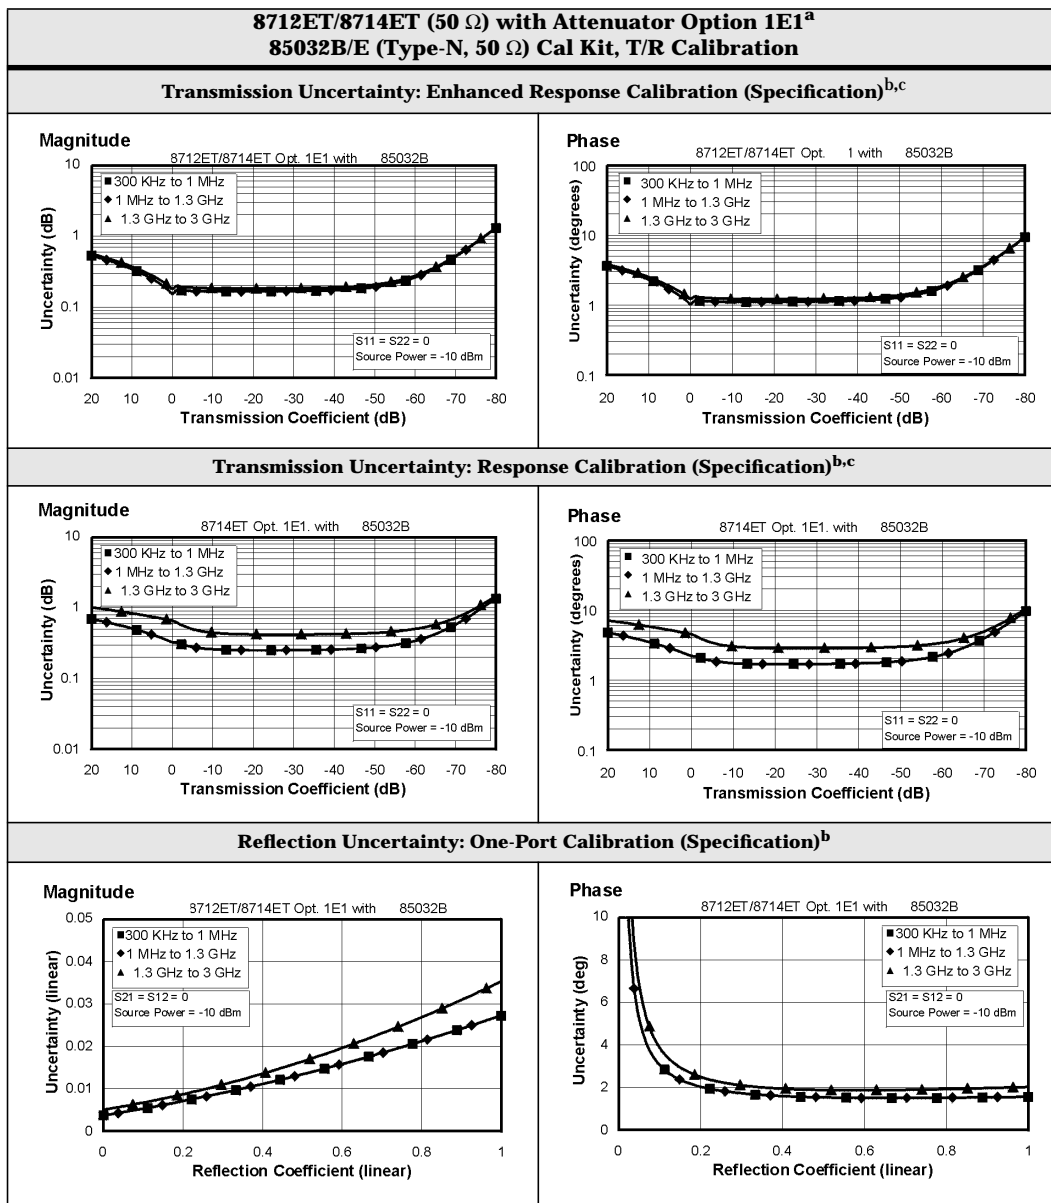 8712ET/8714ET (50 Ω) with Attenuator Option 1E1a
85032B/E (Type-N, 50 Ω) Cal Kit, T/R Calibration
Transmission Uncertainty: Enhanced Response Calibration (Specification)b,c
Magnitude
8712ET/8714ET Opt. 1E1 with 85032B
300 KHz to 1 MHz
1 MHz to 1.3 GHz
1.3 GHz to 3 GHz
S11 = S22 = 0
Source Power = -10 dBm
Uncertainty (dB)
10
1
0.1
0.01
20 10 0 -10 -20 -30 -40 -50 -60 -70 -80
Transmission Coefficient (dB)
Phase
8712ET/8714ET Opt. 1 with 85032B
300 KHz to 1 MHz
1 MHz to 1.3 GHz
1.3 GHz to 3 GHz
S11 = S22 = 0
Source Power = -10 dBm
Uncertainty (degrees)
100
10
1
0.1
20 10 0 -10 -20 -30 -40 -50 -60 -70 -80
Transmission Coefficient (dB)
Transmission Uncertainty: Response Calibration (Specification)b,c
Magnitude
8714ET Opt. 1E1. with 85032B
300 KHz to 1 MHz
1 MHz to 1.3 GHz
1.3 GHz to 3 GHz
S11 = S22 = 0
Source Power = -10 dBm
Uncertainty (dB)
10
1
0.1
0.01
20 10 0 -10 -20 -30 -40 -50 -60 -70 -80
Transmission Coefficient (dB)
Phase
8714ET Opt. 1E1. with 85032B
300 KHz to 1 MHz
1 MHz to 1.3 GHz
1.3 GHz to 3 GHz
S11 = S22 = 0
Source Power = -10 dBm
Uncertainty (degrees)
100
10
1
0.1
20 10 0 -10 -20 -30 -40 -50 -60 -70 -80
Transmission Coefficient (dB)
Reflection Uncertainty: One-Port Calibration (Specification)b
Magnitude
8712ET/8714ET Opt. 1E1 with 85032B
300 KHz to 1 MHz
1 MHz to 1.3 GHz
1.3 GHz to 3 GHz
S21 = S12 = 0
Source Power = -10 dBm
Uncertainty (linear)
0.05
0.04
0.03
0.02
0.01
0
0 0.2 0.4 0.6 0.8 1
Reflection Coefficient (linear)
Phase
8712ET/8714ET Opt. 1E1 with 85032B
300 KHz to 1 MHz
1 MHz to 1.3 GHz
1.3 GHz to 3 GHz
S21 = S12 = 0
Source Power = -10 dBm
Uncertainty (deg)
10
8
6
4
2
0
0 0.2 0.4 0.6 0.8 1
Reflection Coefficient (linear)